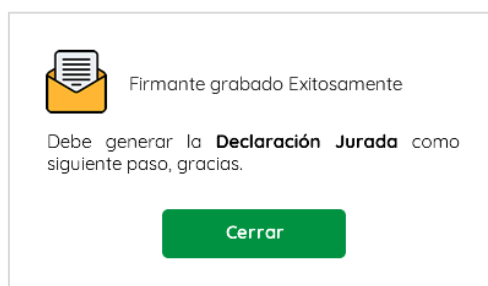 Firmante grabado Exitosamente
Debe generar la Declaración Jurada como
siguiente paso, gracias.
Cerrar